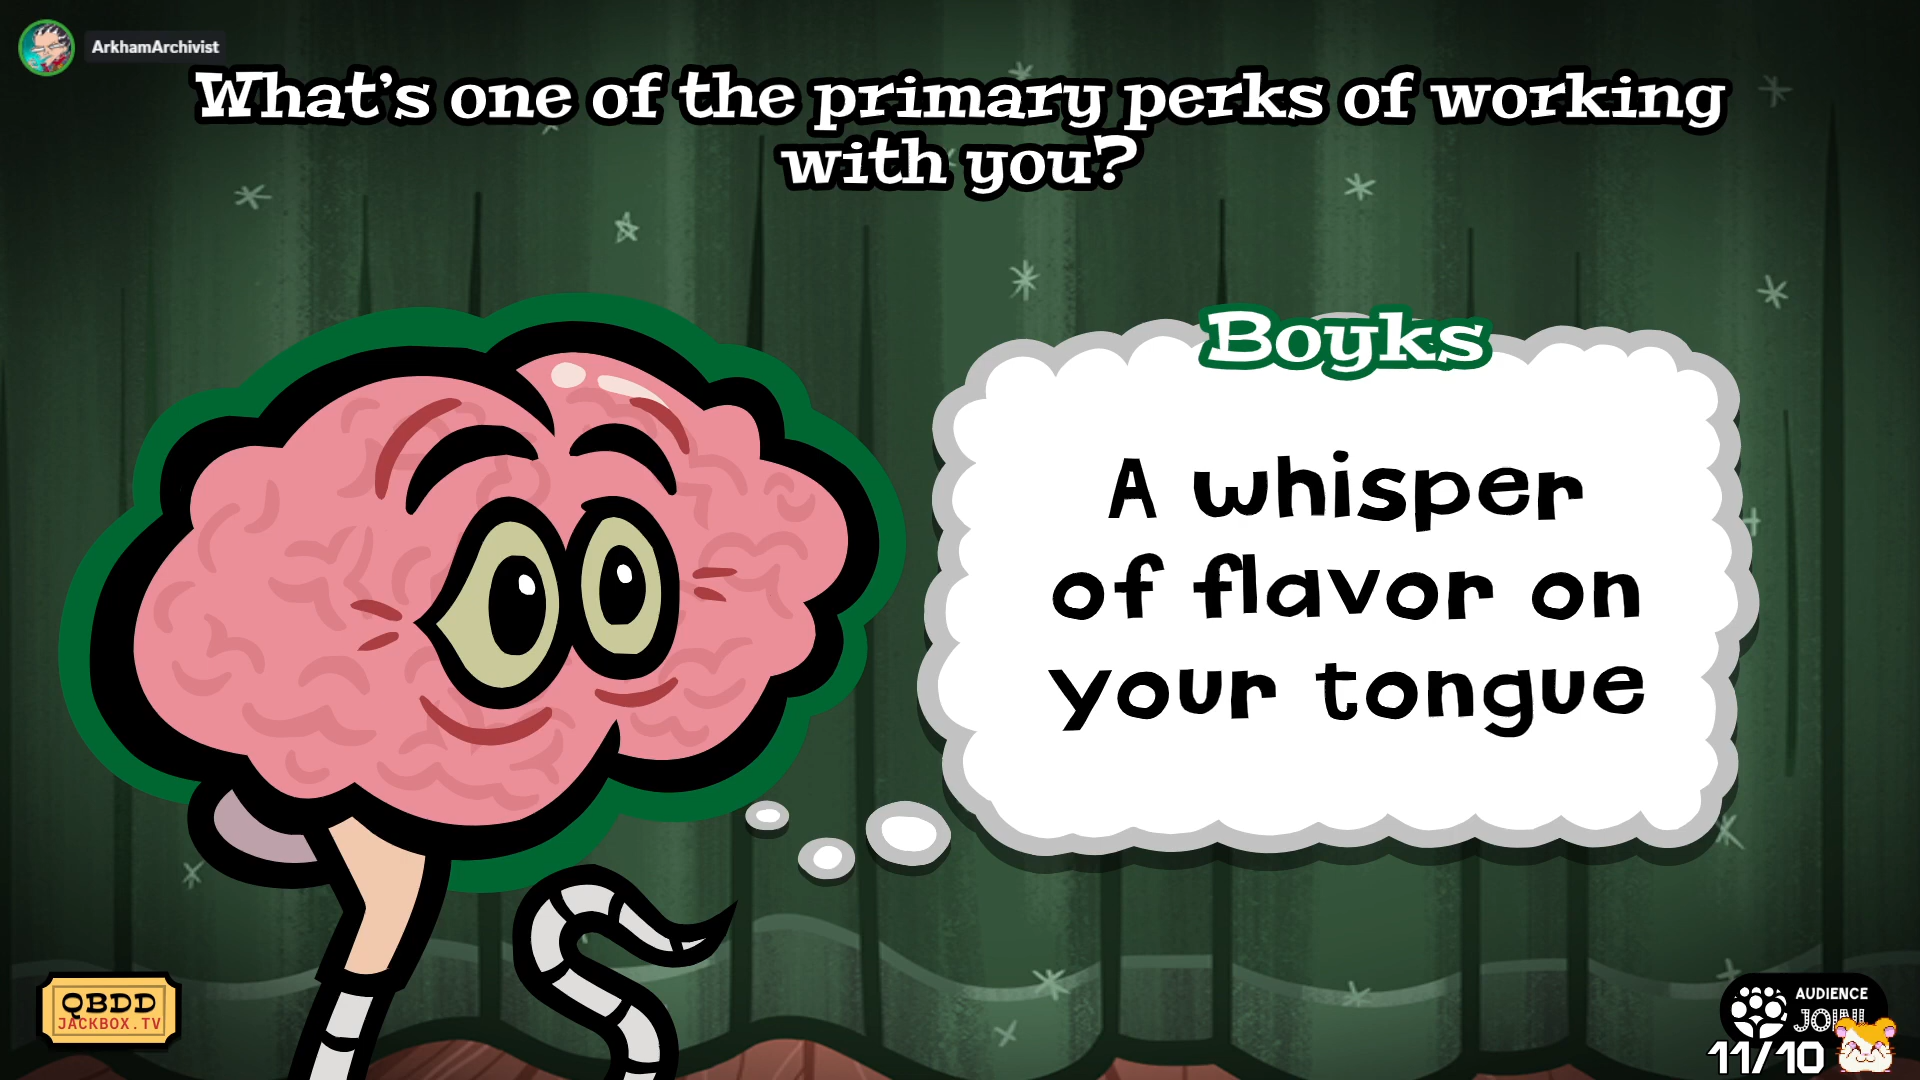 ArkhamArchivist
What's one of the primary perks of working
with you?
Boyks
A whisper
of flavor on
your tongue
QBDD
JACKBOX.TV
AUDIENCE
JOIN!
11/10